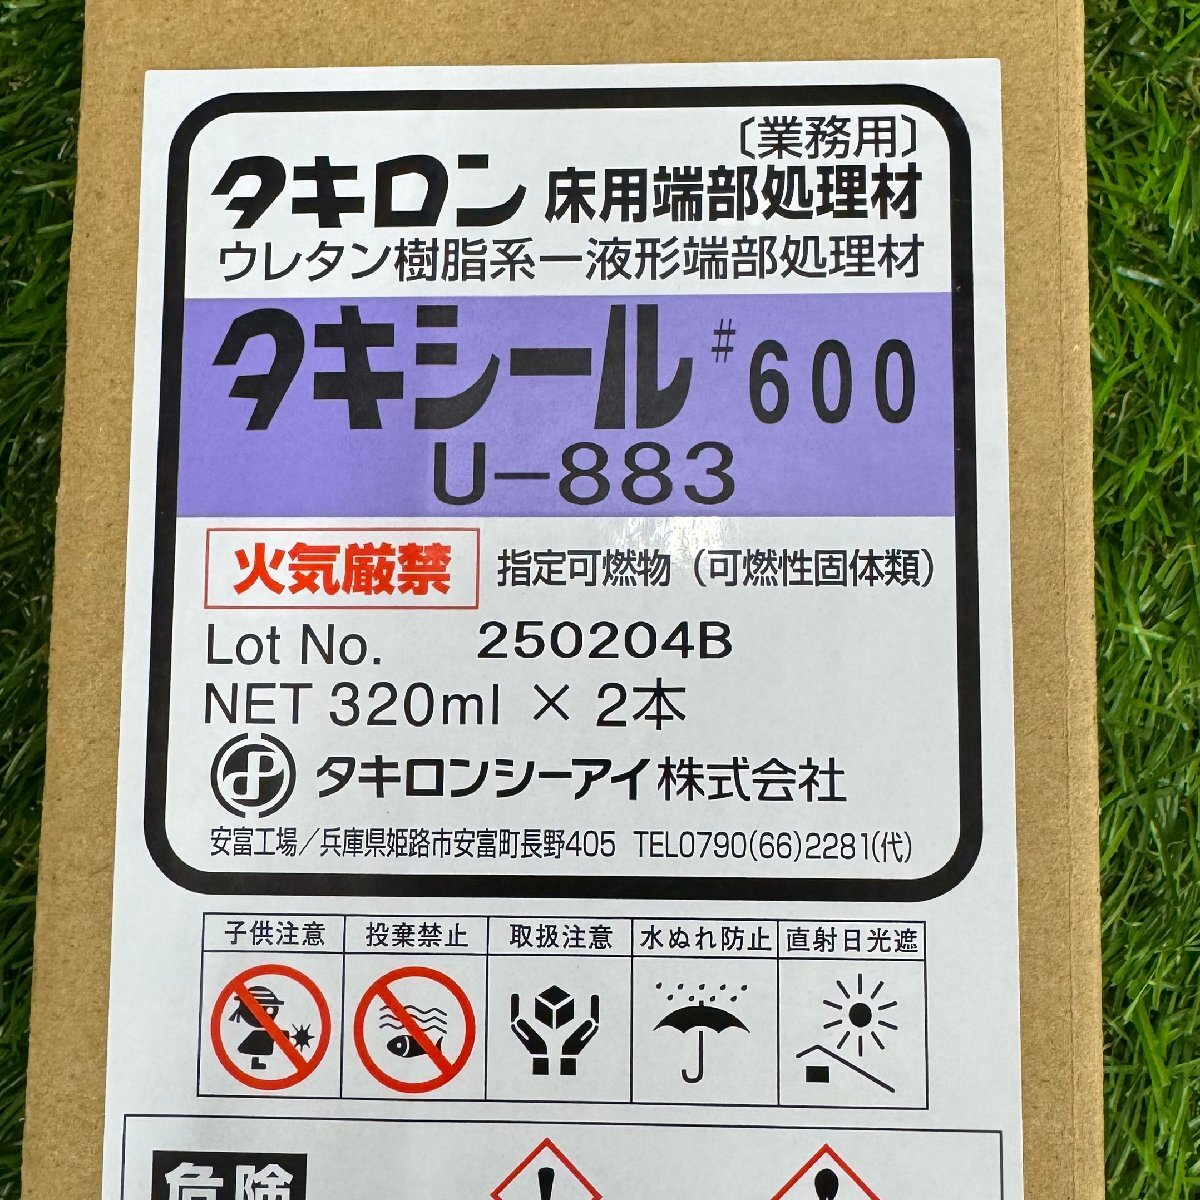 〔業務用〕
タキロン 床用端部処理材
ウレタン樹脂系一液形端部処理材
タキシール #600
U-883
火気厳禁 指定可燃物（可燃性固体類）
Lot No. 250204B
NET 320ml × 2本
タキロンシーアイ株式会社
安富工場/兵庫県姫路市安富町長野405 TEL0790(66)2281(代)
子供注意 投棄禁止 取扱注意 水ぬれ防止 直射日光遮
危険